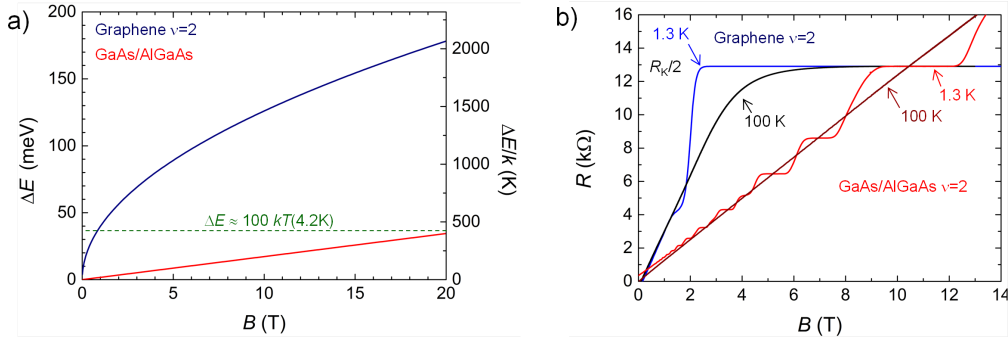 a)
200
150
100
50
0
ΔE (meV)
Graphene ν=2
GaAs/AlGaAs
ΔE ≈ 100 kT(4.2K)
2000
1500
1000
500
0
ΔE/k (K)
0 5 10 15 20
B (T)
b)
16
14
12
10
8
6
4
2
0
R (kΩ)
1.3 K
Graphene ν=2
R_K/2
100 K
100 K
1.3 K
GaAs/AlGaAs ν=2
0 2 4 6 8 10 12 14
B (T)